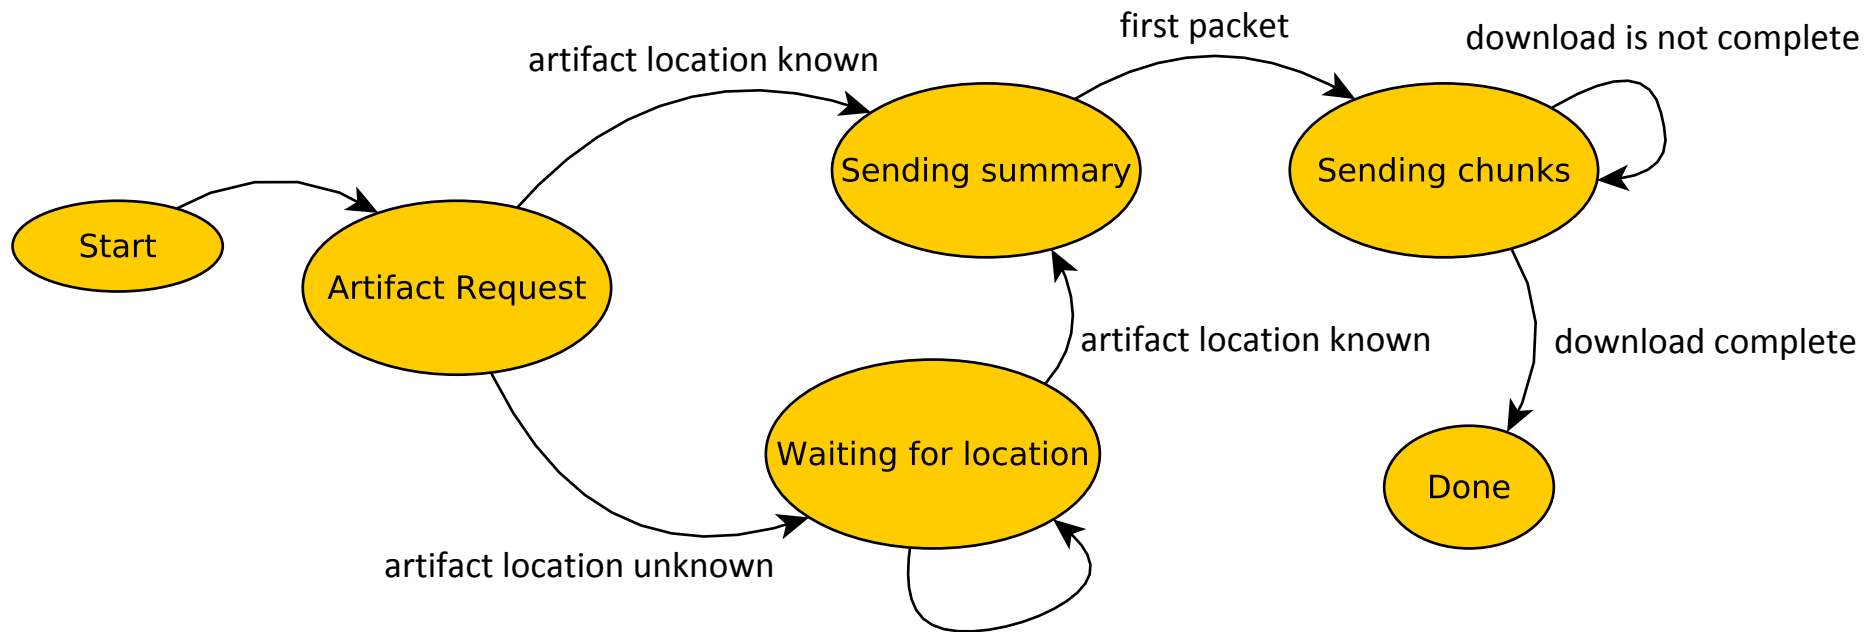 first packet
download is not complete
artifact location known
Sending summary
Sending chunks
Start
Artifact Request
artifact location known
download complete
Waiting for location
Done
artifact location unknown